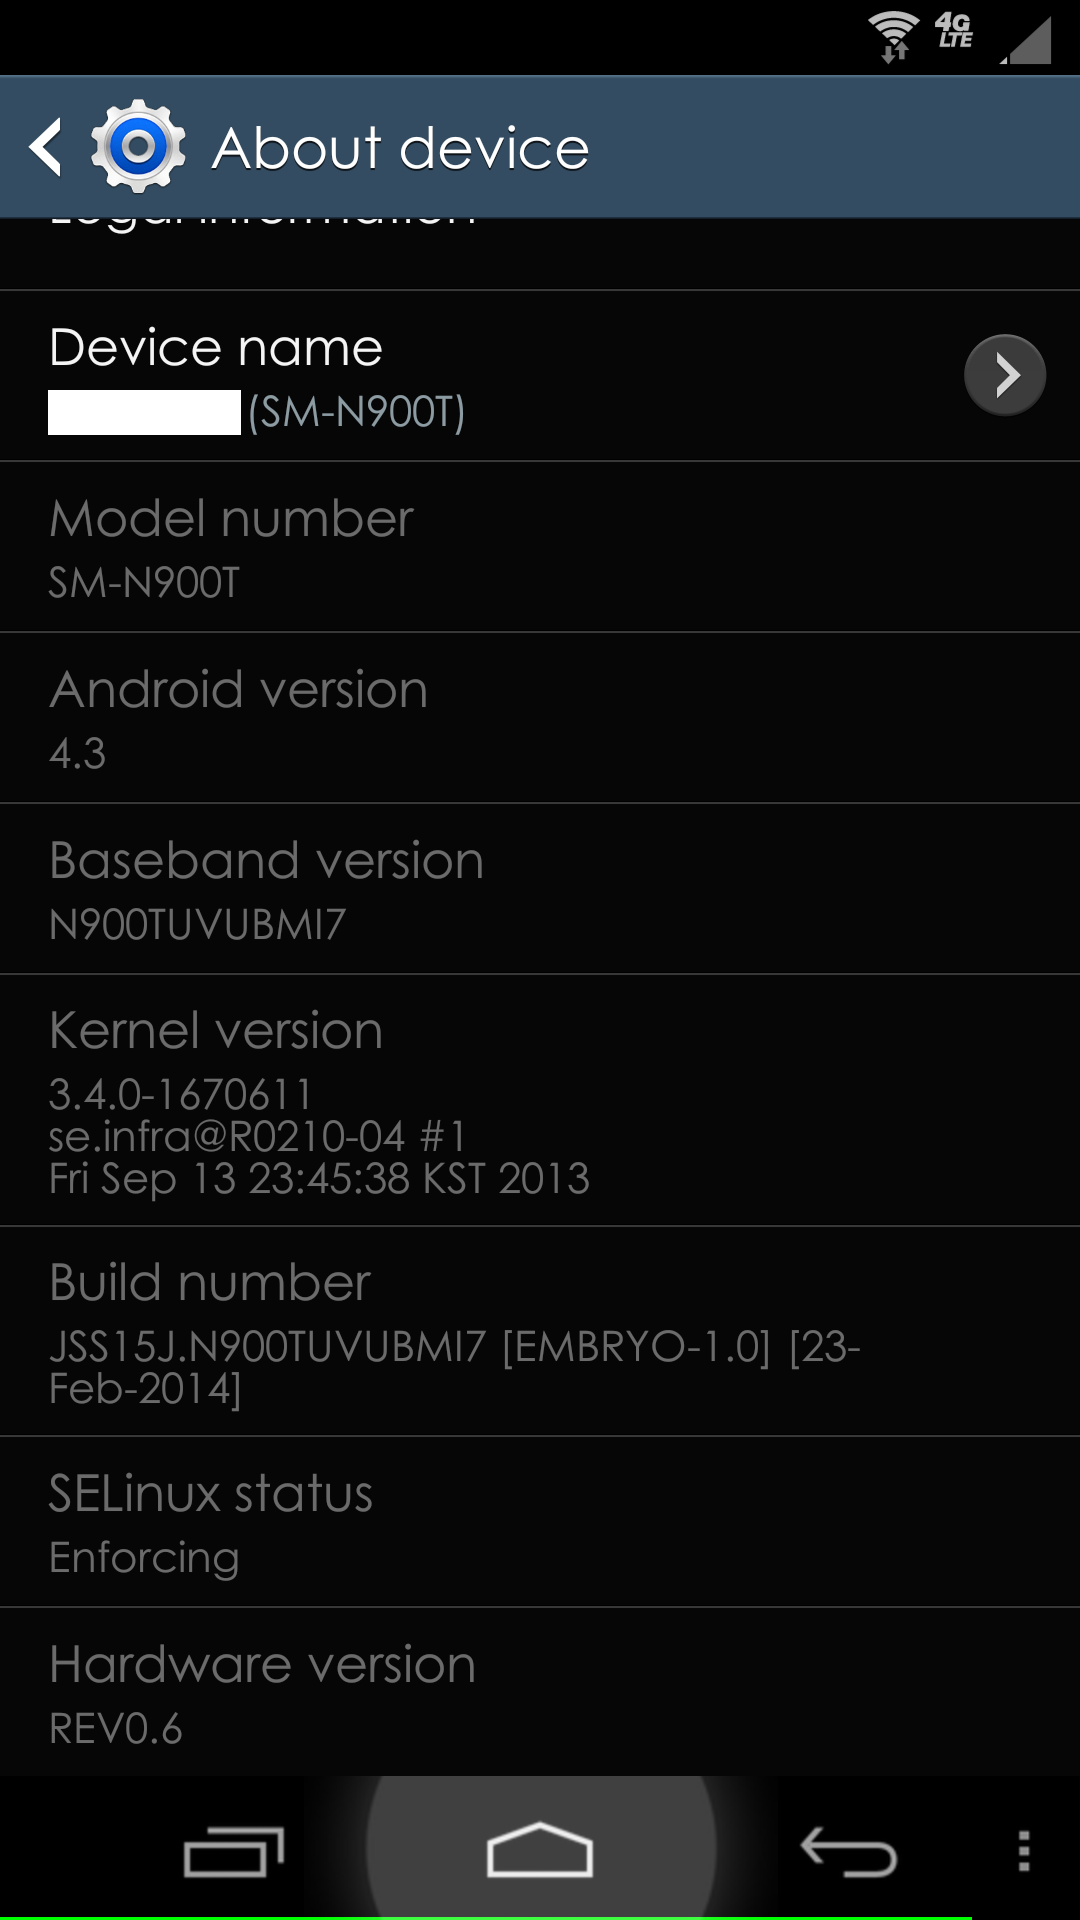 4G
LTE
About device
Legal information
Device name
(SM-N900T)
Model number
SM-N900T
Android version
4.3
Baseband version
N900TUVUBMI7
Kernel version
3.4.0-1670611
se.infra@R0210-04 #1
Fri Sep 13 23:45:38 KST 2013
Build number
JSS15J.N900TUVUBMI7 [EMBRYO-1.0] [23-
Feb-2014]
SELinux status
Enforcing
Hardware version
REV0.6